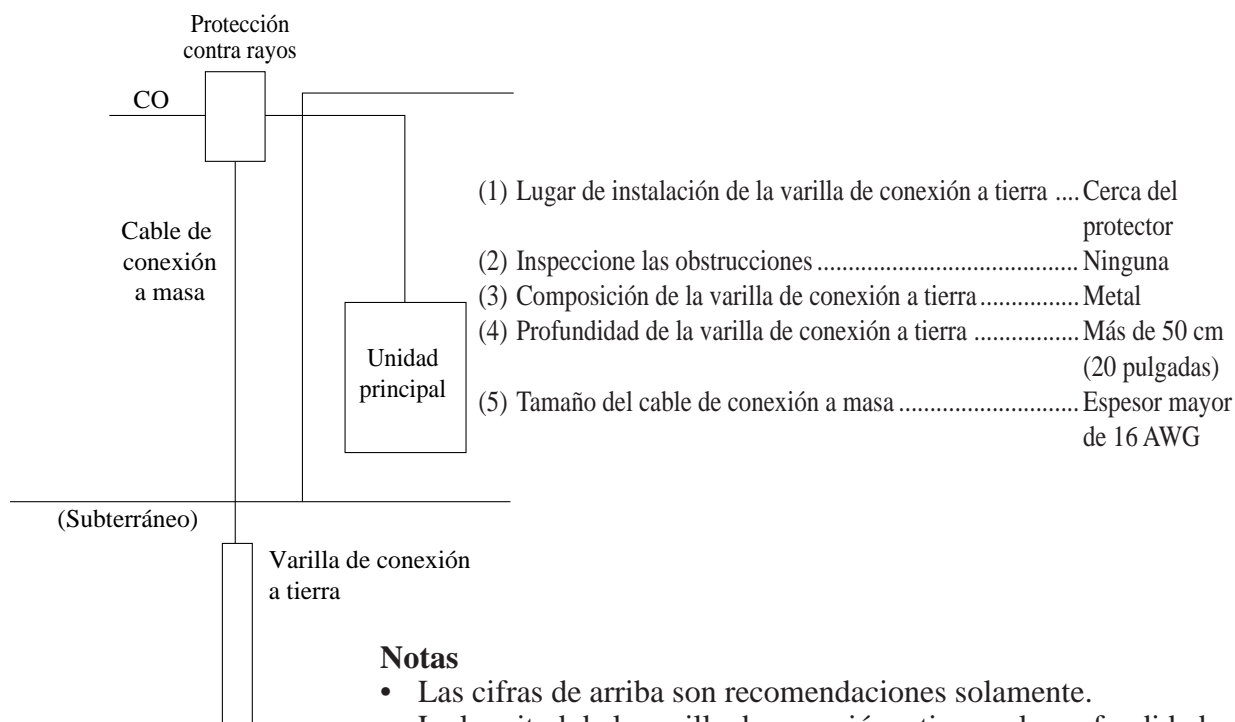 Protección
contra rayos
CO
Cable de
conexión
a masa
Unidad
principal
(1) Lugar de instalación de la varilla de conexión a tierra ....Cerca del
protector
(2) Inspeccione las obstrucciones.......................................... Ninguna
(3) Composición de la varilla de conexión a tierra................Metal
(4) Profundidad de la varilla de conexión a tierra .................Más de 50 cm
(20 pulgadas)
(5) Tamaño del cable de conexión a masa.............................Espesor mayor
de 16 AWG
(Subterráneo)
Varilla de conexión
a tierra
Notas
• Las cifras de arriba son recomendaciones solamente.